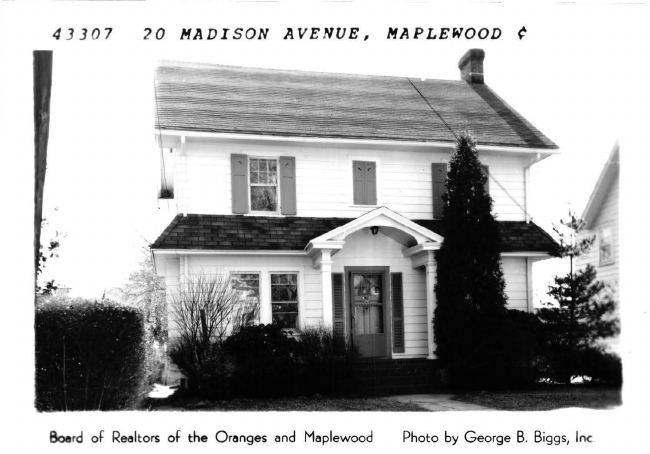 43307 20 MADISON AVENUE, MAPLEWOOD ¢
Board of Realtors of the Oranges and Maplewood Photo by George B. Biggs, Inc.